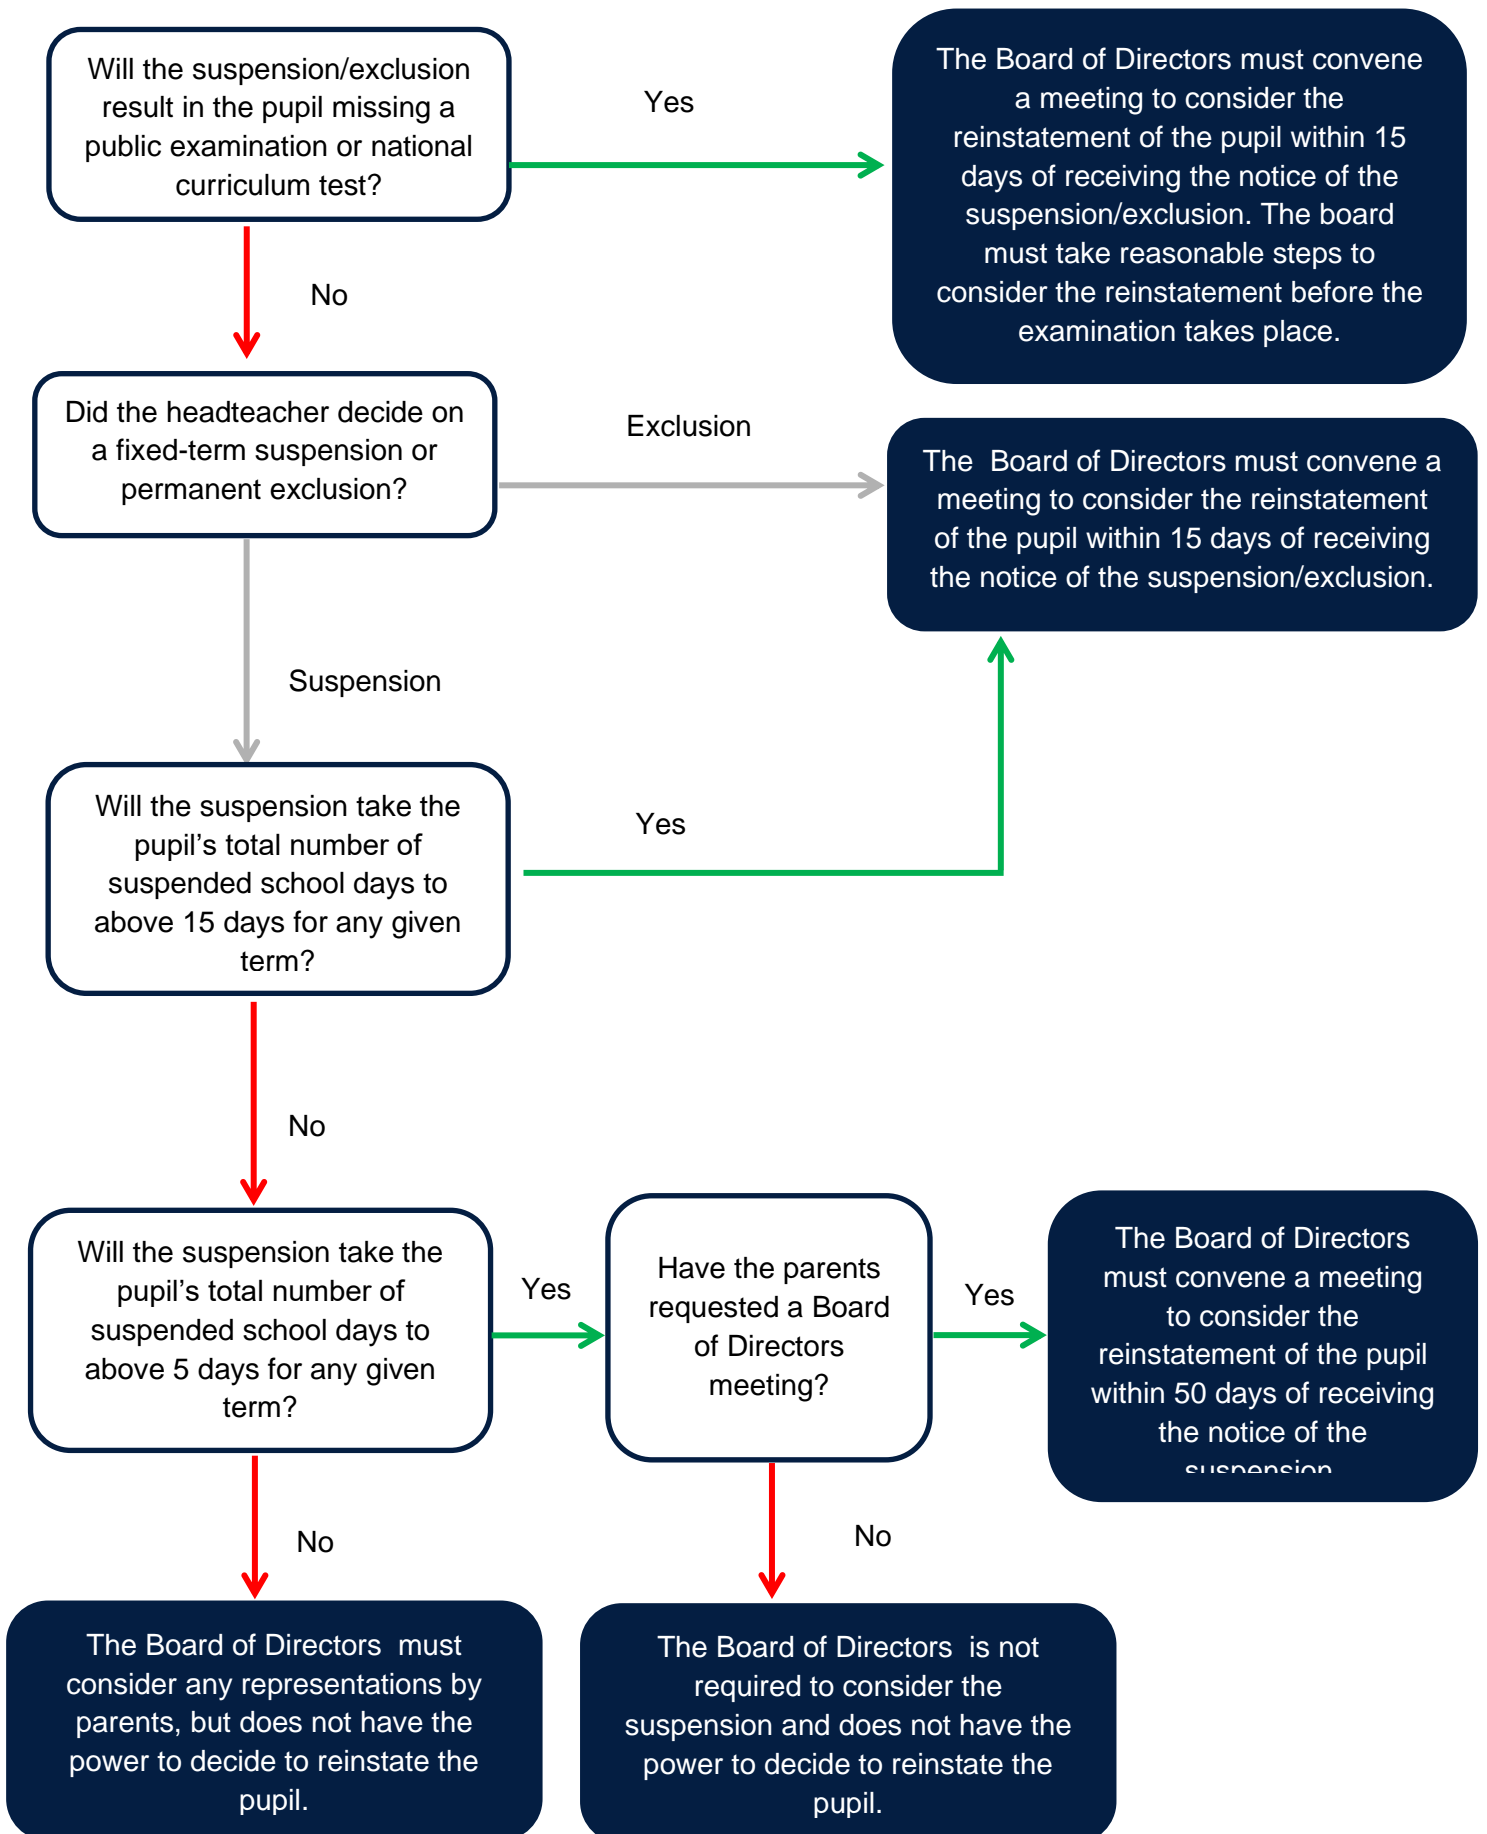 Will the suspension/exclusion
result in the pupil missing a
public examination or national
curriculum test?
Yes
The Board of Directors must convene
a meeting to consider the
reinstatement of the pupil within 15
days of receiving the notice of the
suspension/exclusion. The board
must take reasonable steps to
consider the reinstatement before the
examination takes place.
No
Did the headteacher decide on
a fixed-term suspension or
permanent exclusion?
Exclusion
The Board of Directors must convene a
meeting to consider the reinstatement
of the pupil within 15 days of receiving
the notice of the suspension/exclusion.
Suspension
Will the suspension take the
pupil’s total number of
suspended school days to
above 15 days for any given
term?
Yes
No
Will the suspension take the
pupil’s total number of
suspended school days to
above 5 days for any given
term?
Yes
Have the parents
requested a Board
of Directors
meeting?
Yes
The Board of Directors
must convene a meeting
to consider the
reinstatement of the pupil
within 50 days of receiving
the notice of the
suspension
No
No
The Board of Directors must
consider any representations by
parents, but does not have the
power to decide to reinstate the
pupil.
The Board of Directors is not
required to consider the
suspension and does not have the
power to decide to reinstate the
pupil.